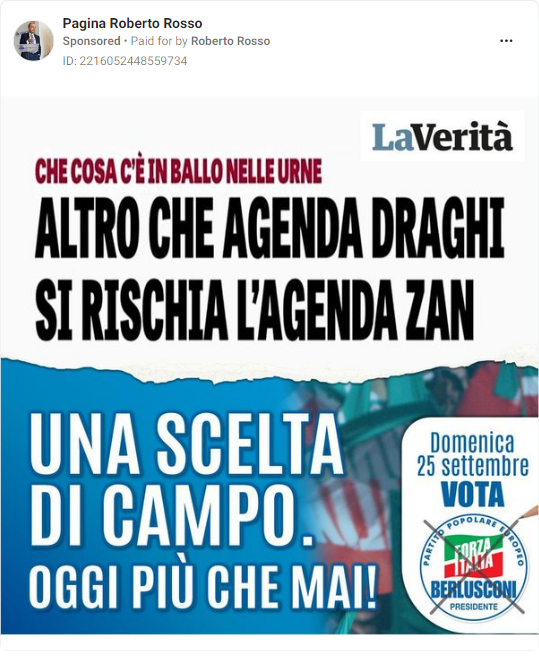 Pagina Roberto Rosso
Sponsored • Paid for by Roberto Rosso
ID: 2216052448559734
LaVerità
CHE COSA C'È IN BALLO NELLE URNE
ALTRO CHE AGENDA DRAGHI
SI RISCHIA L'AGENDA ZAN
UNA SCELTA
DI CAMPO.
OGGI PIÙ CHE MAI!
Domenica
25 settembre
VOTA
PARTITO POPOLARE EUROPEO
FORZA
ITALIA
BERLUSCONI
PRESIDENTE